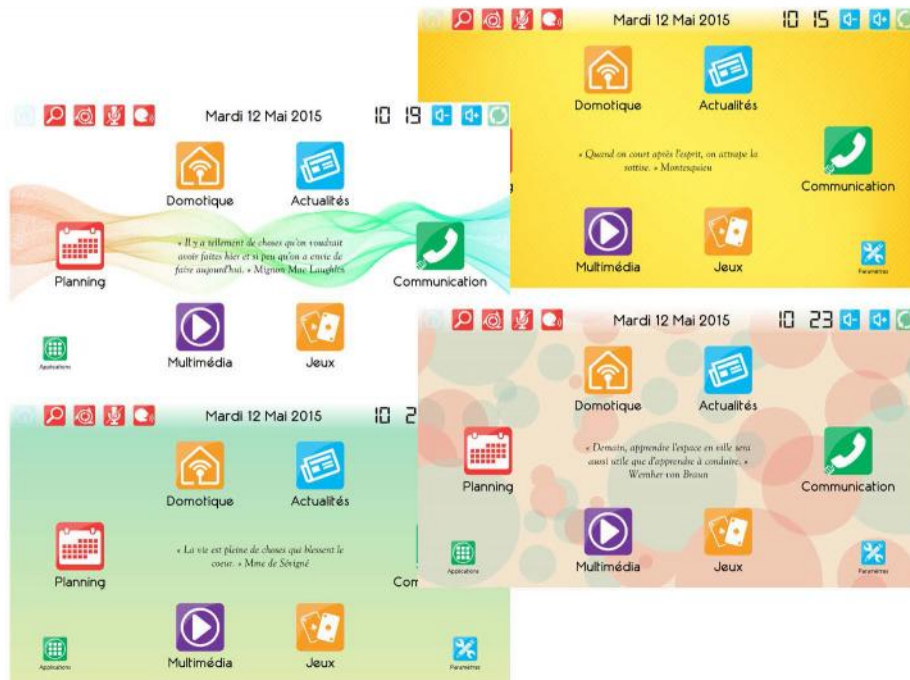 Mardi 12 Mai 2015
10 15
Domotique
Actualités
« Quand on court après l'esprit, on attrape la
sottise. » Montesquieu
Communication
Multimédia
Jeux
Paramètres
Mardi 12 Mai 2015
10 19
Domotique
Actualités
« Il y a tellement de choses qu'on voudrait
avoir faites hier et si peu qu'on a envie de
faire aujourd'hui. » Mignon Mac Laughlin
Planning
Communication
Multimédia
Jeux
Applications
Mardi 12 Mai 2015
10 23
Domotique
Actualités
« Demain, apprendre l'espace en ville sera
aussi utile que d'apprendre à conduire. »
Wernher von Braun
Planning
Communication
Multimédia
Jeux
Applications
Paramètres
Mardi 12 Mai 2015
10 2
Domotique
Actualités
« La vie est pleine de choses qui blessent le
coeur. » Mme de Sévigné
Planning
Com
Multimédia
Jeux
Applications
Paramètres